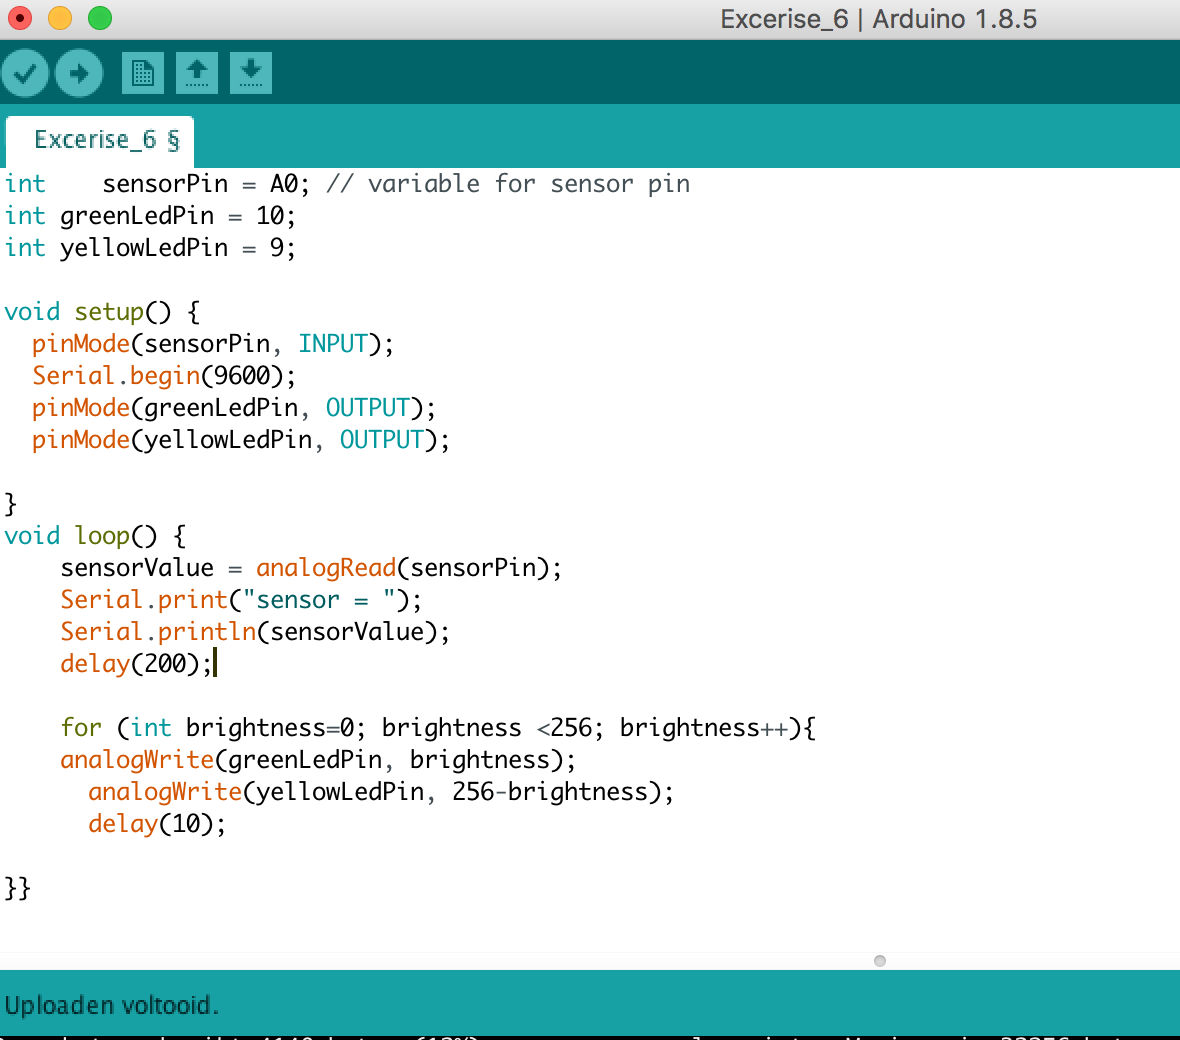 Excerise_6 | Arduino 1.8.5
Excerise_6 §
int    sensorPin = A0; // variable for sensor pin
int greenLedPin = 10;
int yellowLedPin = 9;
void setup() {
  pinMode(sensorPin, INPUT);
  Serial.begin(9600);
  pinMode(greenLedPin, OUTPUT);
  pinMode(yellowLedPin, OUTPUT);
}
void loop() {
    sensorValue = analogRead(sensorPin);
    Serial.print("sensor = ");
    Serial.println(sensorValue);
    delay(200);
    for (int brightness=0; brightness <256; brightness++){
    analogWrite(greenLedPin, brightness);
      analogWrite(yellowLedPin, 256-brightness);
      delay(10);
}}
Uploaden voltooid.